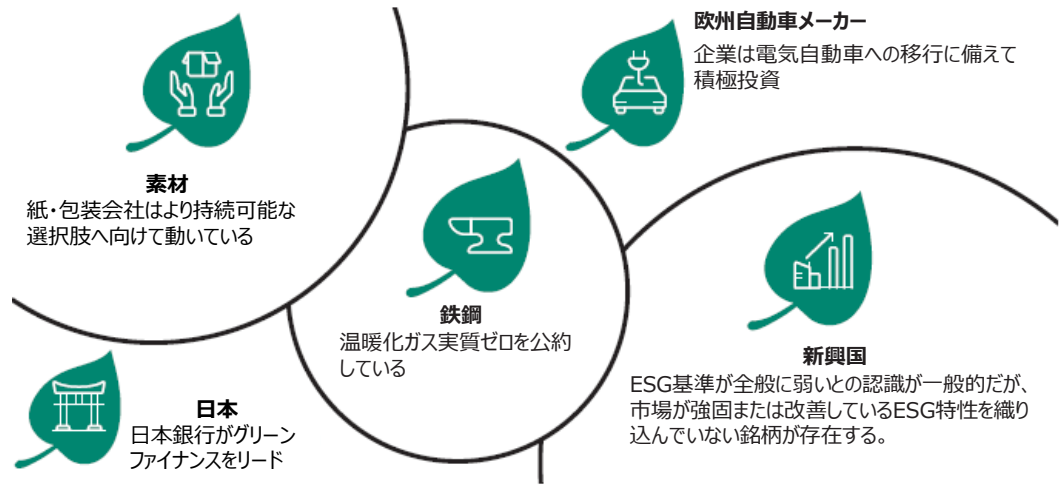 欧州自動車メーカー
企業は電気自動車への移行に備えて
積極投資
素材
紙・包装会社はより持続可能な
選択肢へ向けて動いている
鉄鋼
温暖化ガス実質ゼロを公約
している
新興国
ESG基準が全般に弱いとの認識が一般的だが、
市場が強固または改善しているESG特性を織り
込んでいない銘柄が存在する。
日本
日本銀行がグリーン
ファイナンスをリード